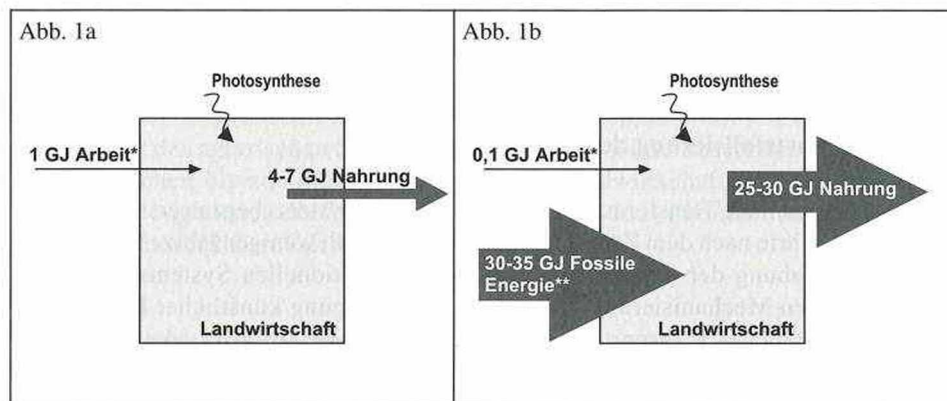 Abb. 1a
Photosynthese
1 GJ Arbeit*
4-7 GJ Nahrung
Landwirtschaft
Abb. 1b
Photosynthese
0,1 GJ Arbeit*
25-30 GJ Nahrung
30-35 GJ Fossile
Energie**
Landwirtschaft